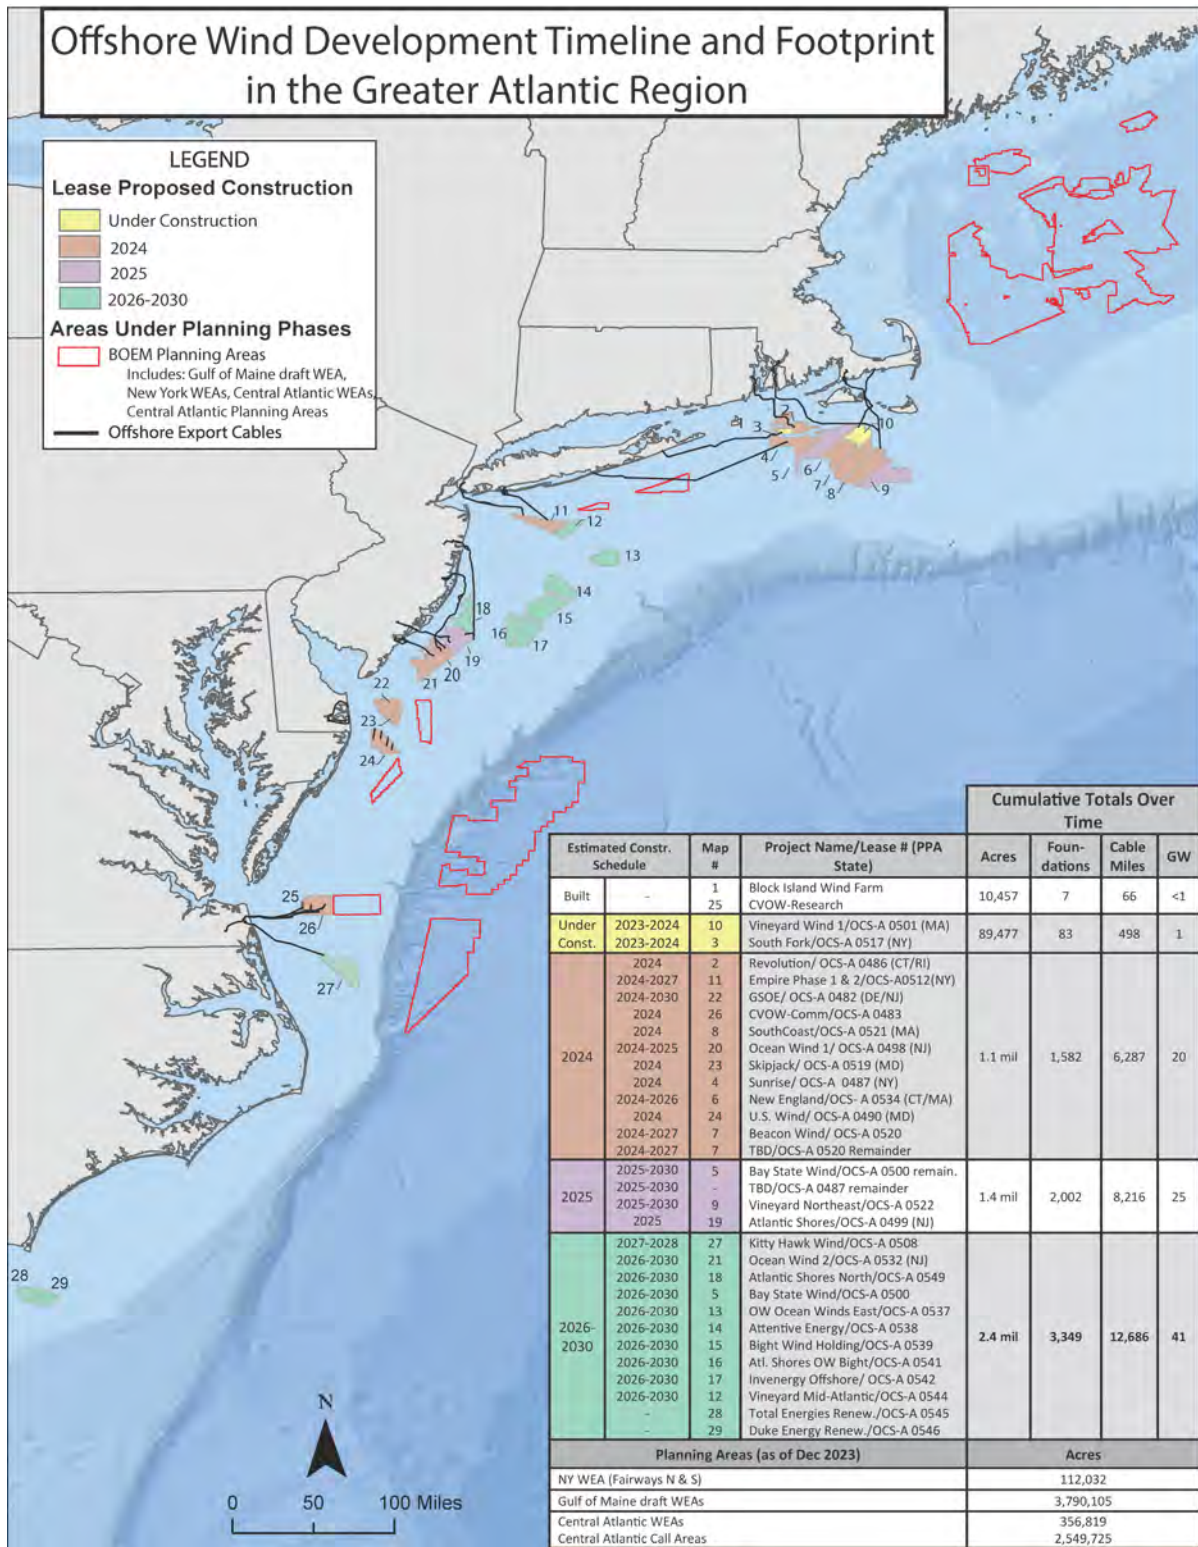 Offshore Wind Development Timeline and Footprint
in the Greater Atlantic Region
LEGEND
Lease Proposed Construction
Under Construction
2024
2025
2026-2030
Areas Under Planning Phases
BOEM Planning Areas
Includes: Gulf of Maine draft WEA,
New York WEAs, Central Atlantic WEAs,
Central Atlantic Planning Areas
Offshore Export Cables
1
2
3
10
4
5
6
7
8
9
11
12
13
14
15
16
17
18
19
20
21
22
23
24
25
26
27
28
29
N
0 50 100 Miles
Cumulative Totals Over
Time
Estimated Constr.
Schedule
Map
#
Project Name/Lease # (PPA
State)
Acres
Foun-
dations
Cable
Miles
GW
Built - 1 Block Island Wind Farm
25 CVOW-Research
10,457 7 66 <1
Under
Const.
2023-2024 10 Vineyard Wind 1/OCS-A 0501 (MA)
2023-2024 3 South Fork/OCS-A 0517 (NY)
89,477 83 498 1
2024
2024 2 Revolution/ OCS-A 0486 (CT/RI)
2024-2027 11 Empire Phase 1 & 2/OCS-A0512(NY)
2024-2030 22 GSOE/ OCS-A 0482 (DE/NJ)
2024 26 CVOW-Comm/OCS-A 0483
2024 8 SouthCoast/OCS-A 0521 (MA)
2024-2025 20 Ocean Wind 1/ OCS-A 0498 (NJ)
2024 23 Skipjack/ OCS-A 0519 (MD)
2024 4 Sunrise/ OCS-A 0487 (NY)
2024-2026 6 New England/OCS- A 0534 (CT/MA)
2024 24 U.S. Wind/ OCS-A 0490 (MD)
2024-2027 7 Beacon Wind/ OCS-A 0520
2024-2027 7 TBD/OCS-A 0520 Remainder
1.1 mil 1,582 6,287 20
2025
2025-2030 5 Bay State Wind/OCS-A 0500 remain.
2025-2030 - TBD/OCS-A 0487 remainder
2025-2030 9 Vineyard Northeast/OCS-A 0522
2025 19 Atlantic Shores/OCS-A 0499 (NJ)
1.4 mil 2,002 8,216 25
2026-
2030
2027-2028 27 Kitty Hawk Wind/OCS-A 0508
2026-2030 21 Ocean Wind 2/OCS-A 0532 (NJ)
2026-2030 18 Atlantic Shores North/OCS-A 0549
2026-2030 5 Bay State Wind/OCS-A 0500
2026-2030 13 OW Ocean Winds East/OCS-A 0537
2026-2030 14 Attentive Energy/OCS-A 0538
2026-2030 15 Bight Wind Holding/OCS-A 0539
2026-2030 16 Atl. Shores OW Bight/OCS-A 0541
2026-2030 17 Invenergy Offshore/ OCS-A 0542
2026-2030 12 Vineyard Mid-Atlantic/OCS-A 0544
- 28 Total Energies Renew./OCS-A 0545
- 29 Duke Energy Renew./OCS-A 0546
2.4 mil 3,349 12,686 41
Planning Areas (as of Dec 2023) Acres
NY WEA (Fairways N & S) 112,032
Gulf of Maine draft WEAs 3,790,105
Central Atlantic WEAs 356,819
Central Atlantic Call Areas 2,549,725